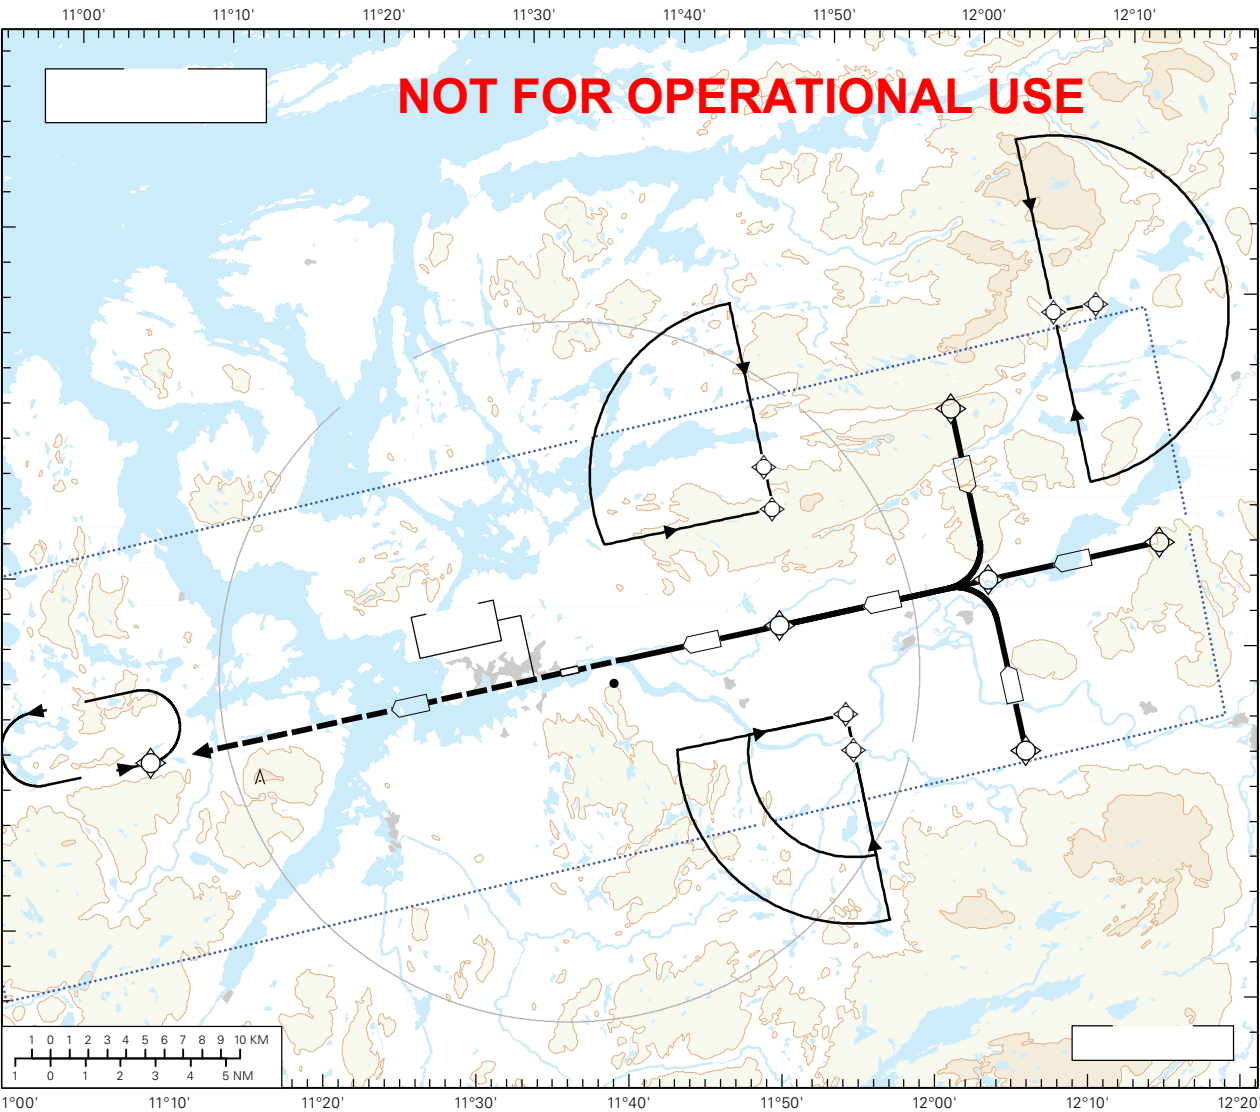 11°00' 11°10' 11°20' 11°30' 11°40' 11°50' 12°00' 12°10'
NOT FOR OPERATIONAL USE
1 0 1 2 3 4 5 6 7 8 9 10 KM
1 0 1 2 3 4 5 NM
1°00' 11°10' 11°20' 11°30' 11°40' 11°50' 12°00' 12°10' 12°20'